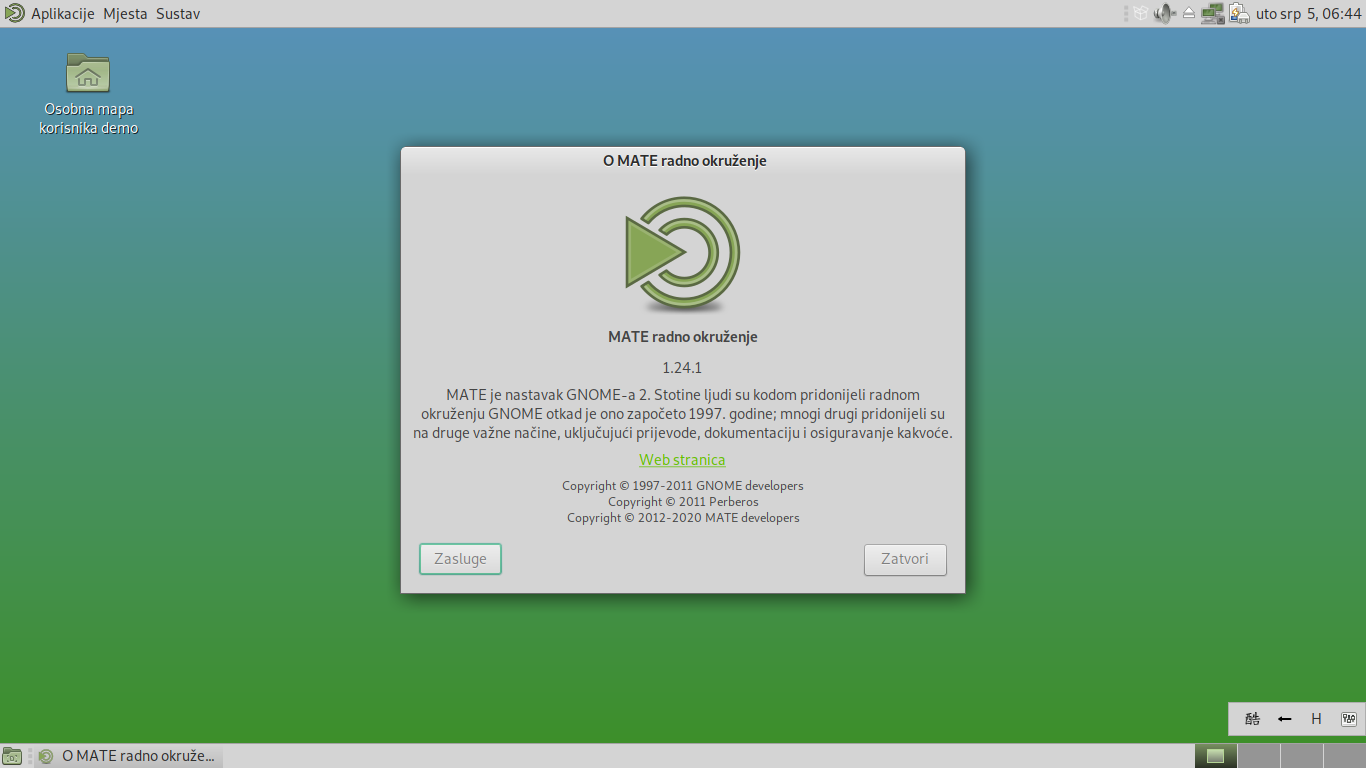 Aplikacije Mjesta Sustav
uto srp 5, 06:44
Osobna mapa
korisnika demo
O MATE radno okruženje
MATE radno okruženje
1.24.1
MATE je nastavak GNOME-a 2. Stotine ljudi su kodom pridonijeli radnom
okruženju GNOME otkad je ono započeto 1997. godine; mnogi drugi pridonijeli su
na druge važne načine, uključujući prijevode, dokumentaciju i osiguravanje kakvoće.
Web stranica
Copyright © 1997-2011 GNOME developers
Copyright © 2011 Perberos
Copyright © 2012-2020 MATE developers
Zasluge
Zatvori
酷 ← H
O MATE radno okruže...